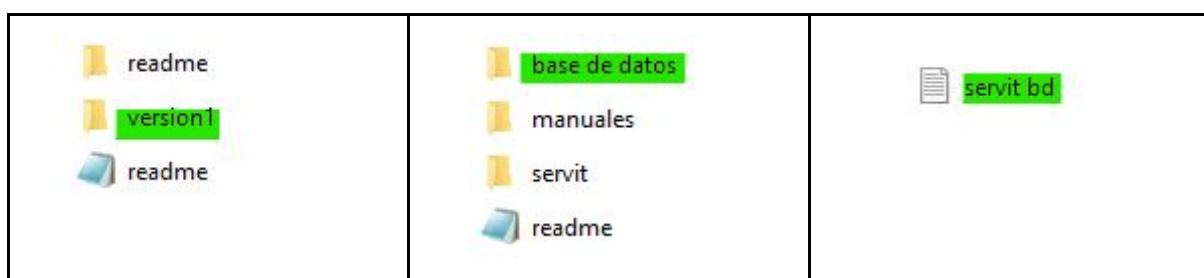 readme
version1
readme
base de datos
manuales
servit
readme
servit bd